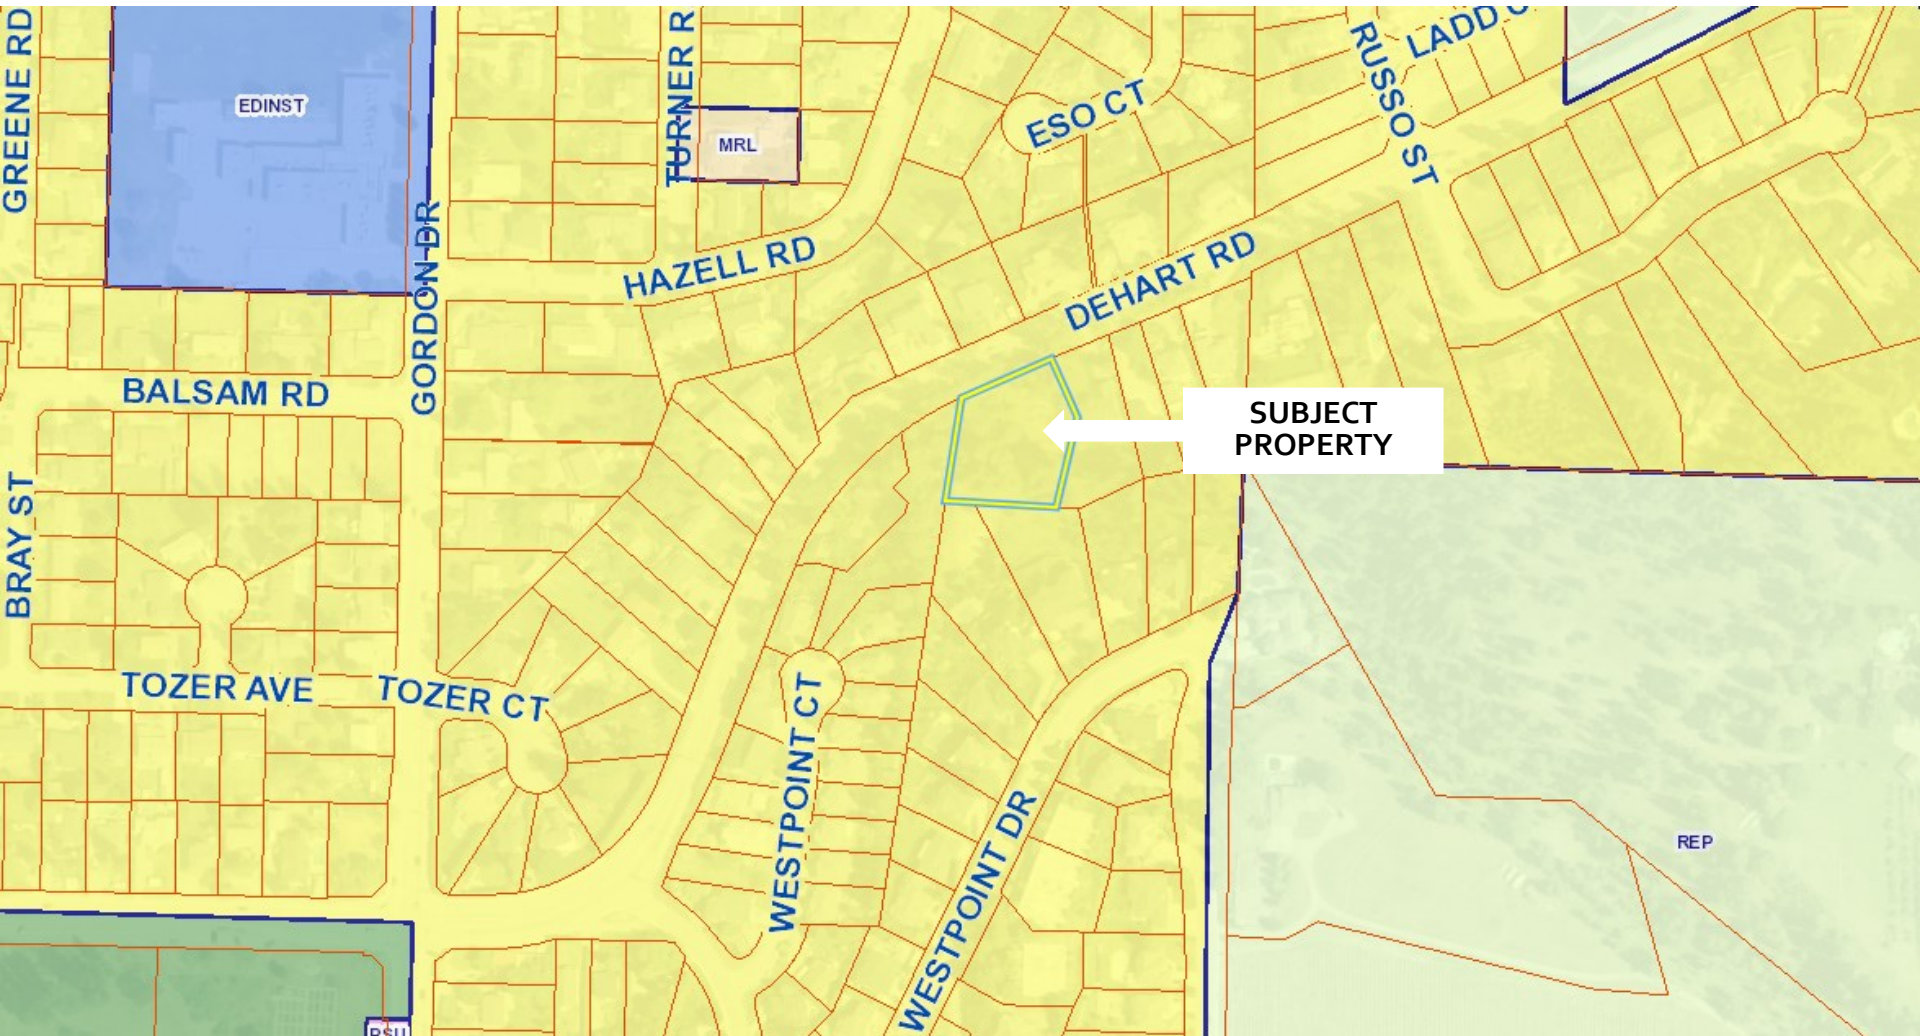 GREENE RD
EDINST
TURNER R
MRL
ESO CT
RUSSO ST
LADD
GORDON DR
HAZELL RD
DEHART RD
BALSAM RD
SUBJECT
PROPERTY
BRAY ST
TOZER AVE
TOZER CT
WESTPOINT CT
WESTPOINT DR
REP
PSU